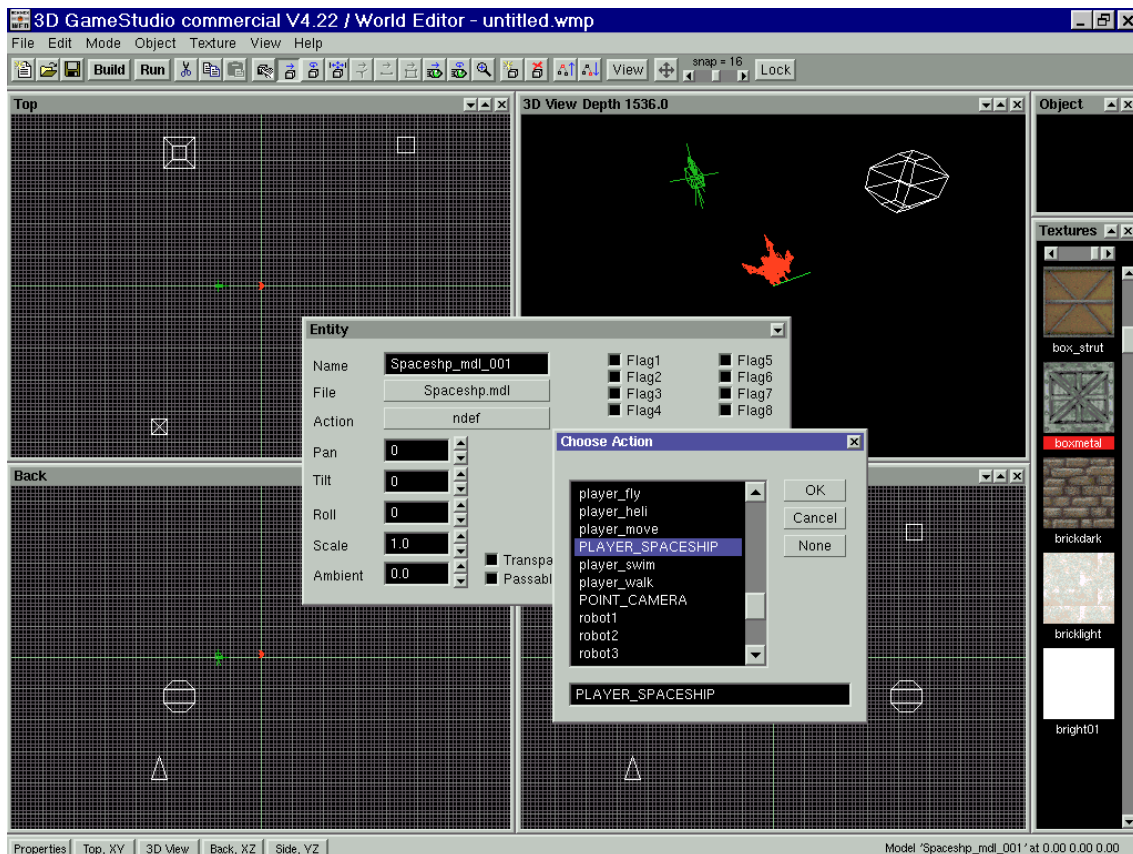 3D GameStudio commercial V4.22 / World Editor - untitled.wmp
File Edit Mode Object Texture View Help
Build Run View snap = 16 Lock
Top
3D View Depth 1536.0
Object
Textures
box_strut
boxmetal
brickdark
bricklight
bright01
Entity
Name Spaceshp_mdl_001
File Spaceshp.mdl
Action ndef
Pan 0
Tilt 0
Roll 0
Scale 1.0
Ambient 0.0
Flag1 Flag5
Flag2 Flag6
Flag3 Flag7
Flag4 Flag8
Transpa
Passabl
Choose Action
player_fly
player_heli
player_move
PLAYER_SPACESHIP
player_swim
player_walk
POINT_CAMERA
robot1
robot2
robot3
OK
Cancel
None
PLAYER_SPACESHIP
Back
Properties Top, XY 3D View Back, XZ Side, YZ
Model 'Spaceshp_mdl_001' at 0.00 0.00 0.00